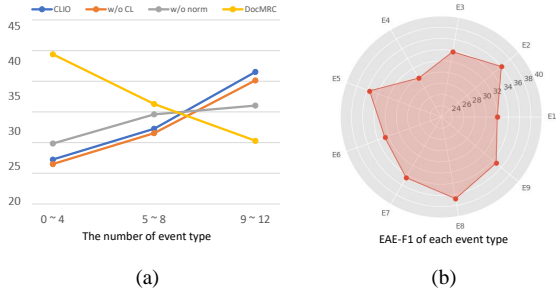 CLIO w/o CL w/o norm DocMRC
45
40
35
30
25
20
0 ~ 4 5 ~ 8 9 ~ 12
The number of event type
(a)
E3
E4 E2
E5
24 26 28 30 32 34 36 38 40
E1
E6
E9
E7
E8
EAE-F1 of each event type
(b)